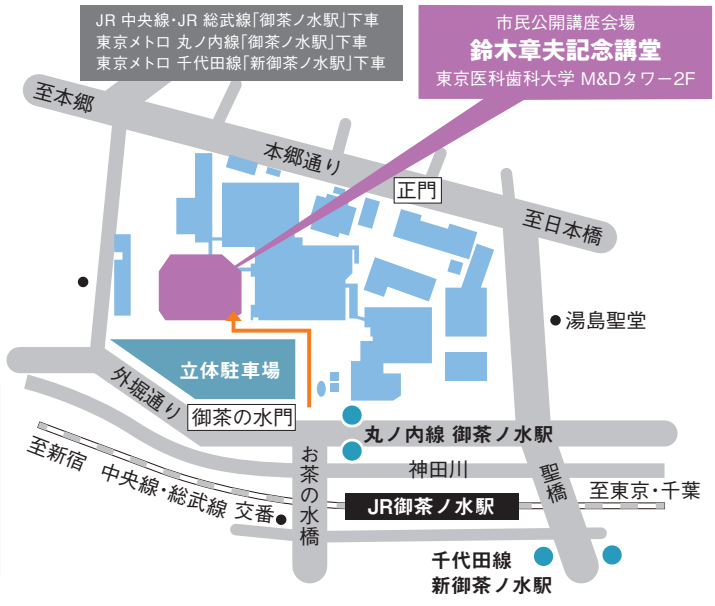 JR 中央線・JR 総武線「御茶ノ水駅」下車
東京メトロ 丸ノ内線「御茶ノ水駅」下車
東京メトロ 千代田線「新御茶ノ水駅」下車
市民公開講座会場
鈴木章夫記念講堂
東京医科歯科大学 M&Dタワー2F
至本郷
本郷通り
正門
至日本橋
湯島聖堂
立体駐車場
外堀通り
御茶の水門
丸ノ内線 御茶ノ水駅
神田川
お茶の水橋
聖橋
至新宿
中央線・総武線
交番
JR御茶ノ水駅
至東京・千葉
千代田線
新御茶ノ水駅